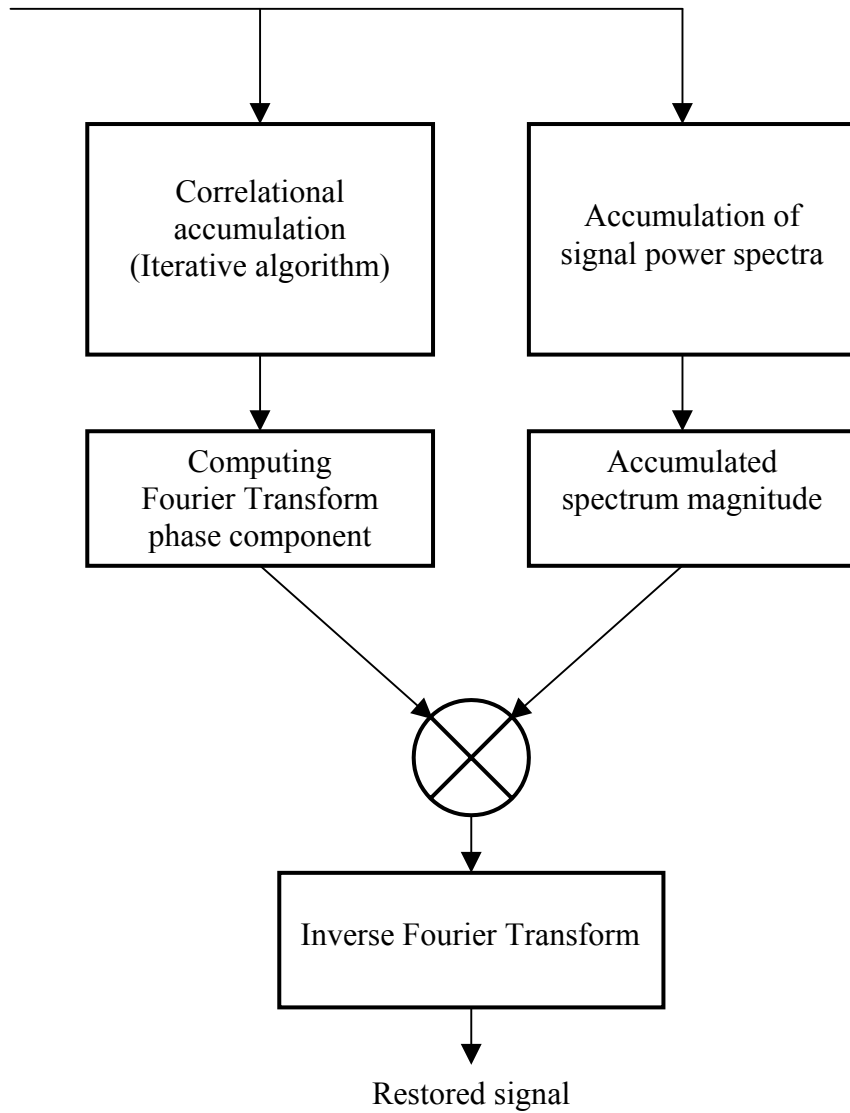 Correlational
accumulation
(Iterative algorithm)
Accumulation of
signal power spectra
Computing
Fourier Transform
phase component
Accumulated
spectrum magnitude
Inverse Fourier Transform
Restored signal